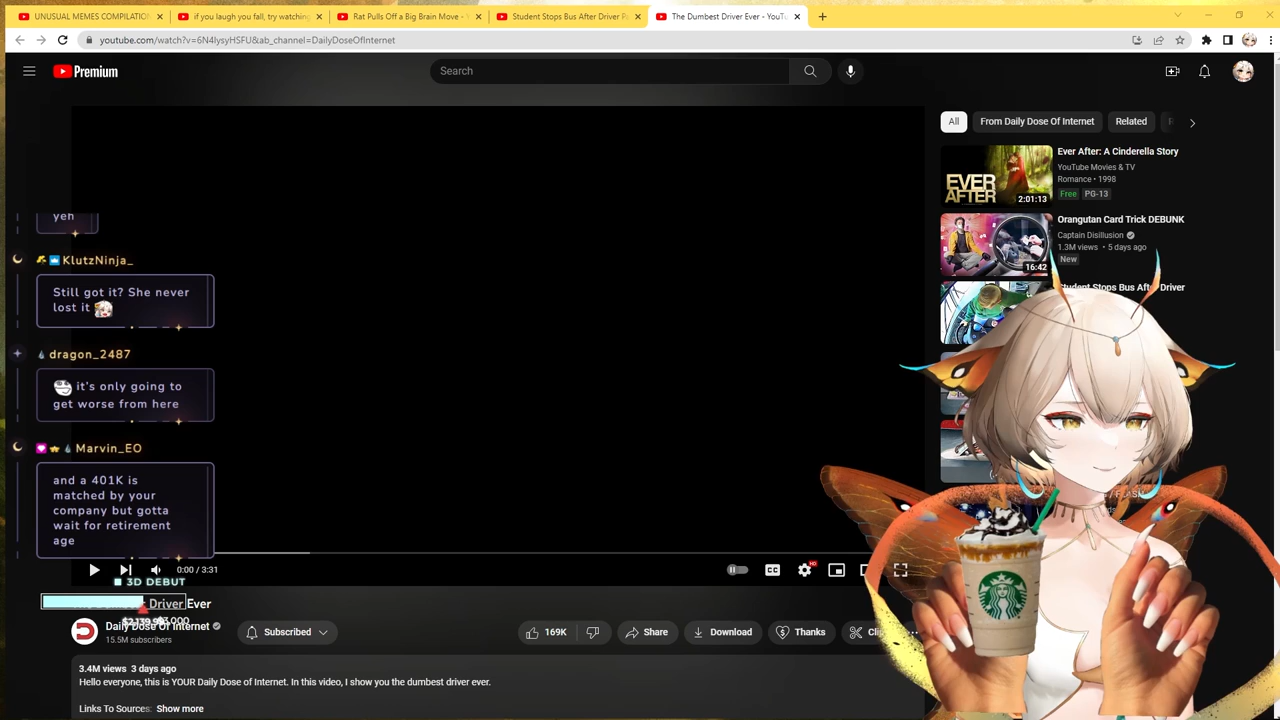 UNUSUAL MEMES COMPILATION
if you laugh you fall, try watching
Rat Pulls Off a Big Brain Move -
Student Stops Bus After Driver
The Dumbest Driver Ever - YouTu
youtube.com/watch?v=6N4IysyHSFU&ab_channel=DailyDoseOfInternet
Premium
Search
All
From Daily Dose Of Internet
Related
Ever After: A Cinderella Story
YouTube Movies & TV
Romance • 1998
Free PG-13
EVER AFTER
2:01:13
Orangutan Card Trick DEBUNK
Captain Disillusion
1.3M views • 5 days ago
New
16:42
Student Stops Bus After Driver
yeh
KlutzNinja_
Still got it? She never
lost it
dragon_2487
it's only going to
get worse from here
Marvin_EO
and a 401K is
matched by your
company but gotta
wait for retirement
age
0:00 / 3:31
CC
HD
3D DEBUT
Driver Ever
Daily Dose Of Internet
15.5M subscribers
Subscribed
169K
Share
Download
Thanks
Clip
3.4M views 3 days ago
Hello everyone, this is YOUR Daily Dose of Internet. In this video, I show you the dumbest driver ever.
Links To Sources: Show more